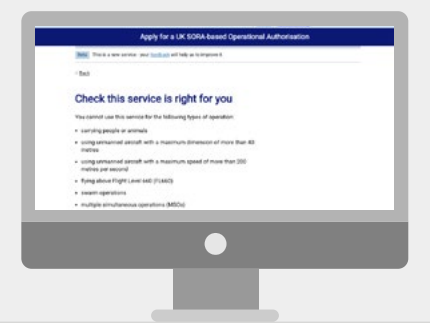 Apply for a UK SORA-based Operational Authorisation
Beta This is a new service - your feedback will help us to improve it
‹ Back
Check this service is right for you
You cannot use this service for the following types of operation:
• carrying people or animals
• using unmanned aircraft with a maximum dimension of more than 40
metres
• using unmanned aircraft with a maximum speed of more than 200
metres per second
• flying above Flight Level 660 (FL660)
• swarm operations
• multiple simultaneous operations (MSOs)